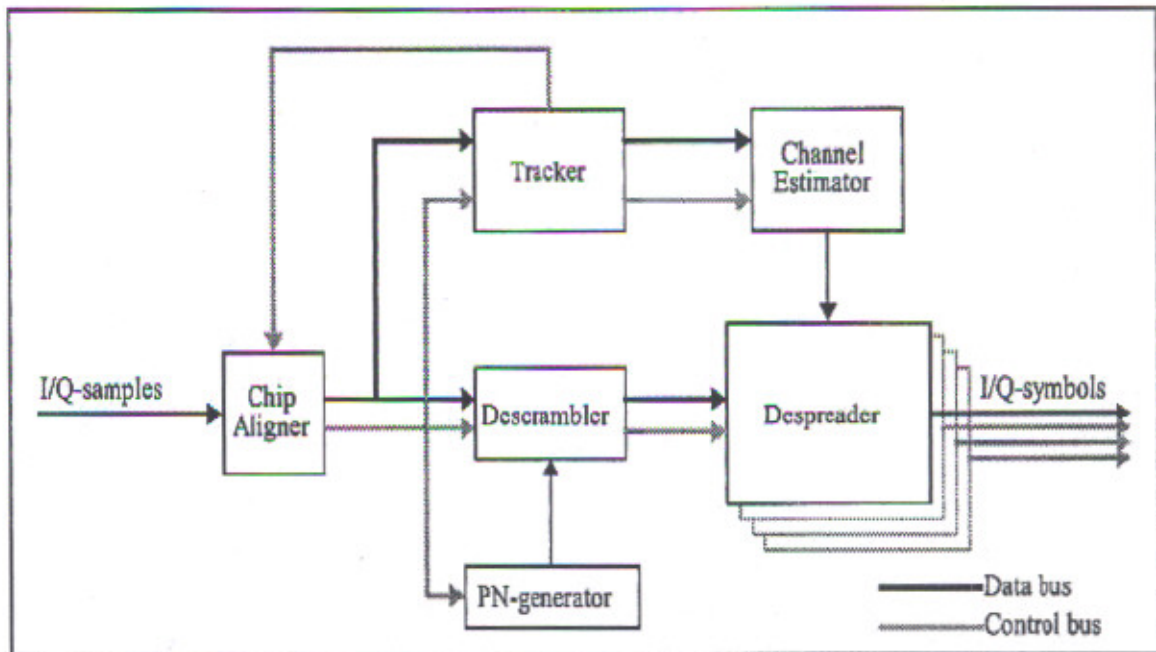 Tracker
Channel
Estimator
I/Q-samples
Chip
Aligner
Descrambler
Despreader
I/Q-symbols
PN-generator
Data bus
Control bus